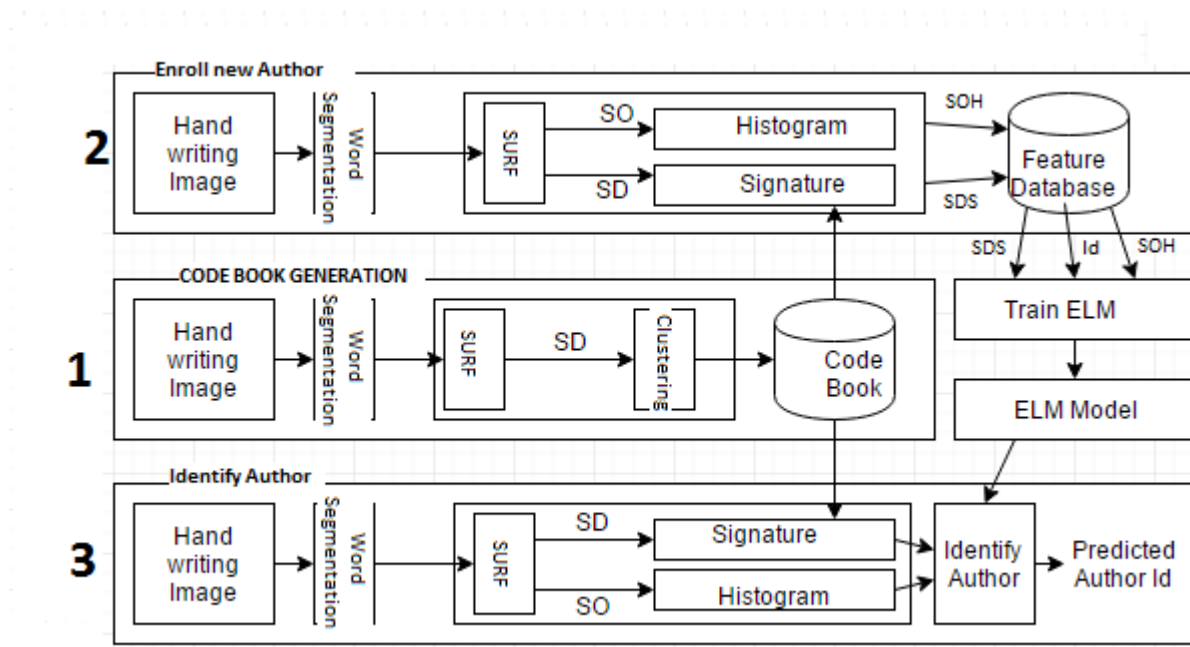 Enroll new Author
2
Hand
writing
Image
Word
Segmentation
SURF
SO
Histogram
SD
Signature
SOH
SDS
Feature
Database
SDS
Id
SOH
CODE BOOK GENERATION
1
Hand
writing
Image
Word
Segmentation
SURF
SD
Clustering
Code
Book
Train ELM
ELM Model
Identify Author
3
Hand
writing
Image
Word
Segmentation
SURF
SD
Signature
SO
Histogram
Identify
Author
Predicted
Author Id